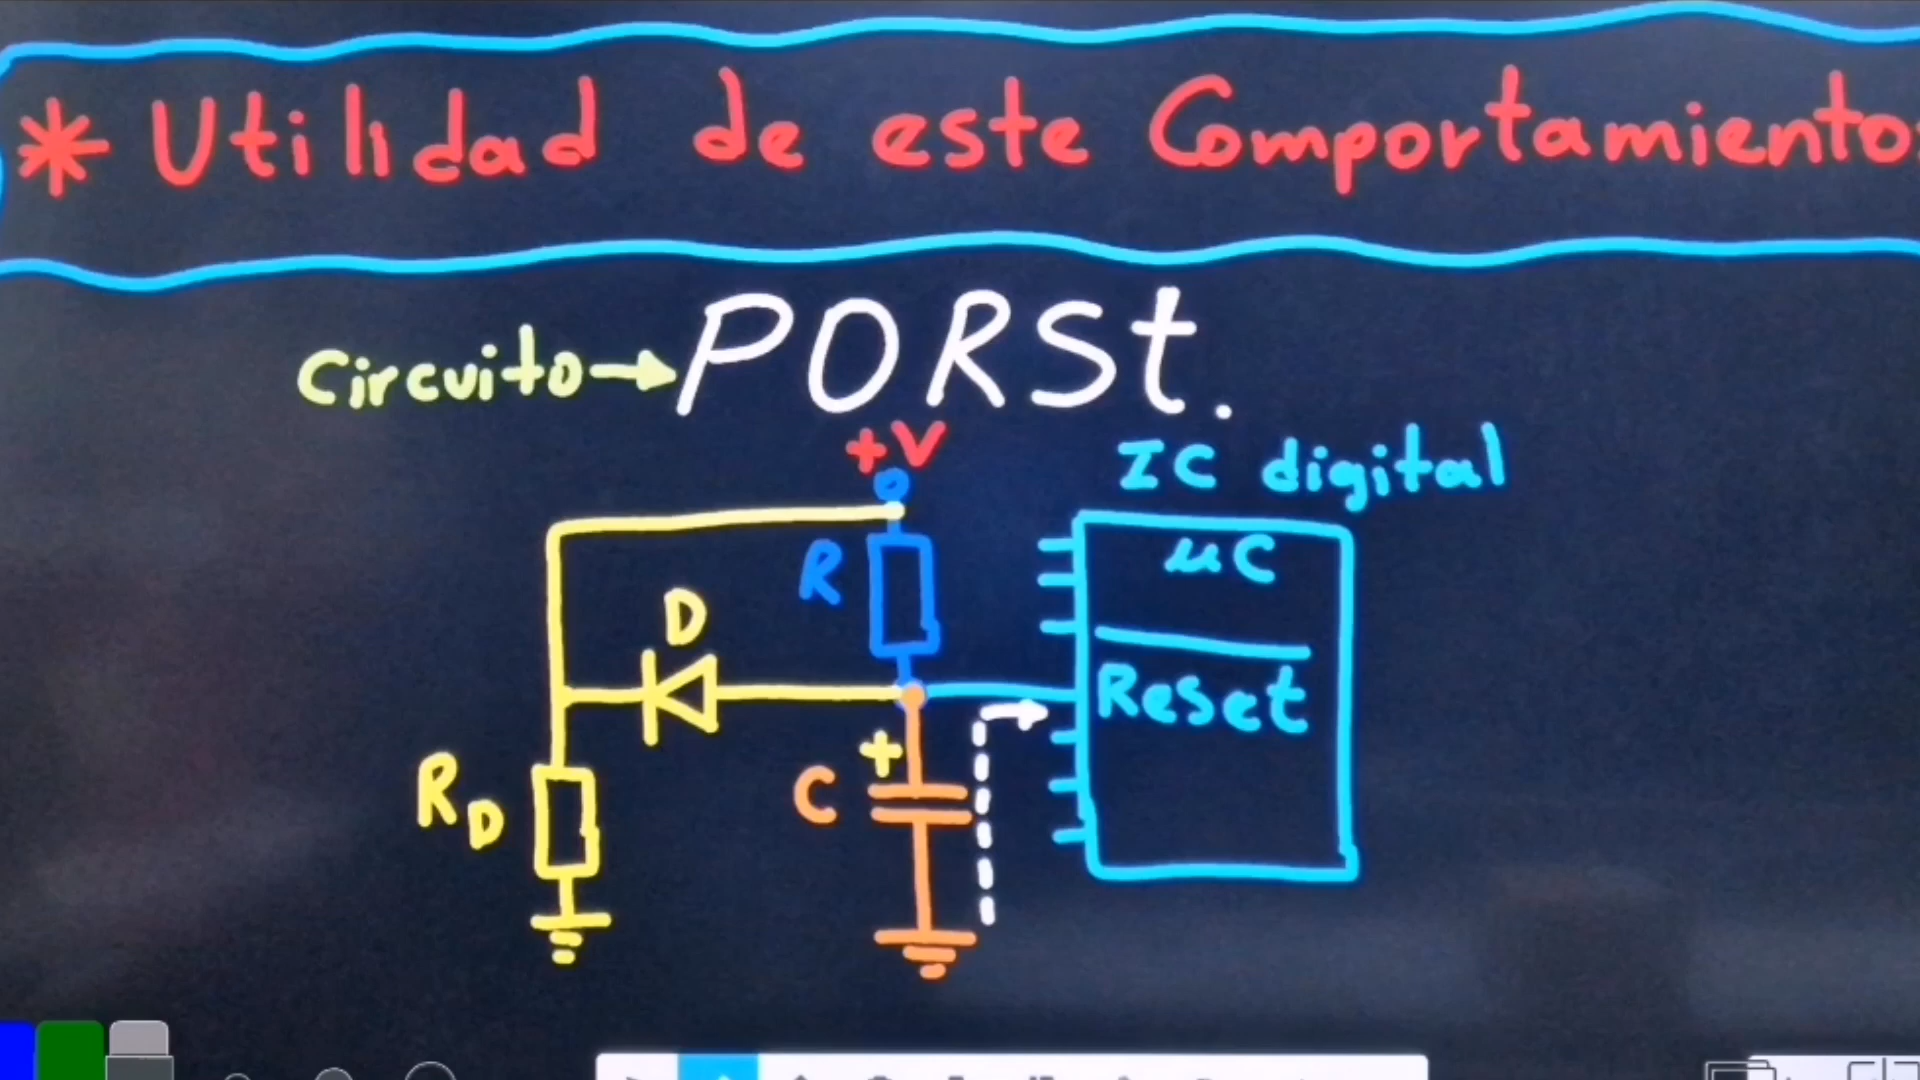 * Utilidad de este Comportamiento:
Circuito→PORSt.
+V
IC digital
R
μC
D
Reset
+
C
RD